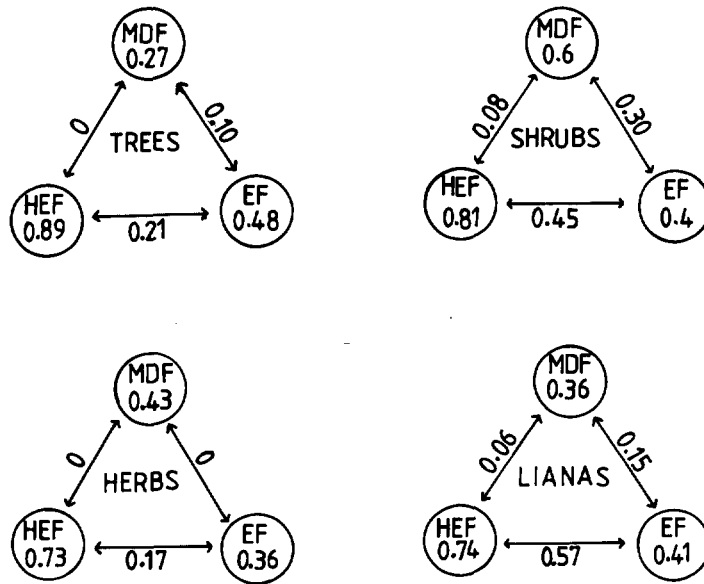 MDF
0.27
0
0.10
TREES
HEF
0.89
EF
0.48
0.21
MDF
0.6
0.08
0.30
SHRUBS
HEF
0.81
EF
0.4
0.45
MDF
0.43
0
0
HERBS
HEF
0.73
EF
0.36
0.17
MDF
0.36
0.06
0.15
LIANAS
HEF
0.74
EF
0.41
0.57